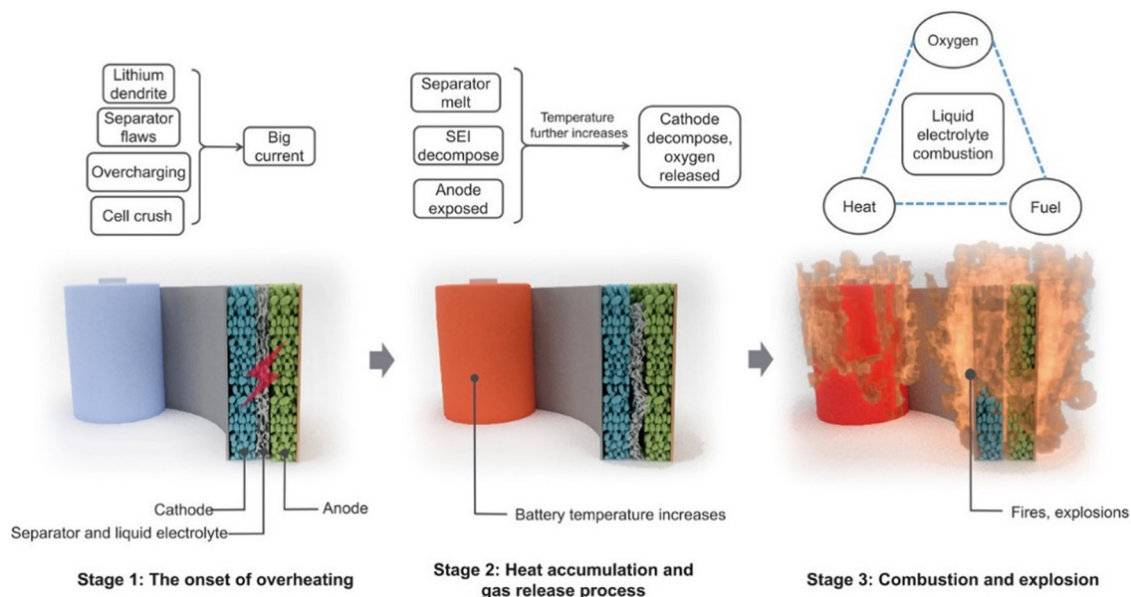 Lithium
dendrite
Separator
flaws
Overcharging
Cell crush
Big
current
Separator
melt
SEI
decompose
Anode
exposed
Temperature
further increases
Cathode
decompose,
oxygen
released
Oxygen
Liquid
electrolyte
combustion
Heat
Fuel
Cathode
Anode
Separator and liquid electrolyte
Battery temperature increases
Fires, explosions
Stage 1: The onset of overheating
Stage 2: Heat accumulation and
gas release process
Stage 3: Combustion and explosion